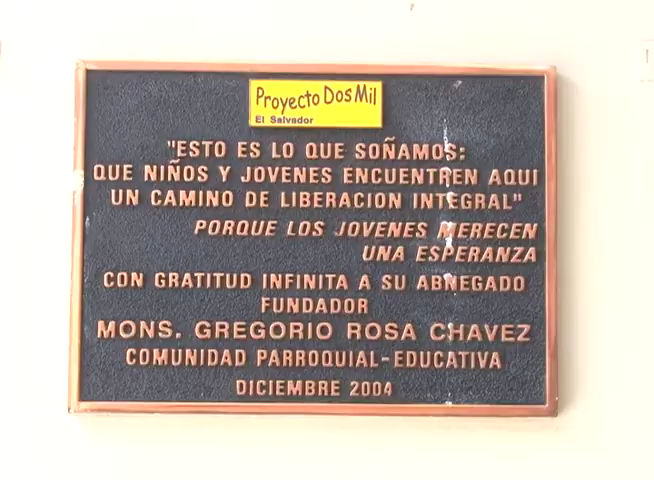 Proyecto Dos Mil
El Salvador
"ESTO ES LO QUE SOÑAMOS:
QUE NIÑOS Y JOVENES ENCUENTREN AQUI
UN CAMINO DE LIBERACION INTEGRAL"
PORQUE LOS JOVENES MERECEN
UNA ESPERANZA
CON GRATITUD INFINITA A SU ABNEGADO
FUNDADOR
MONS. GREGORIO ROSA CHAVEZ
COMUNIDAD PARROQUIAL-EDUCATIVA
DICIEMBRE 2004